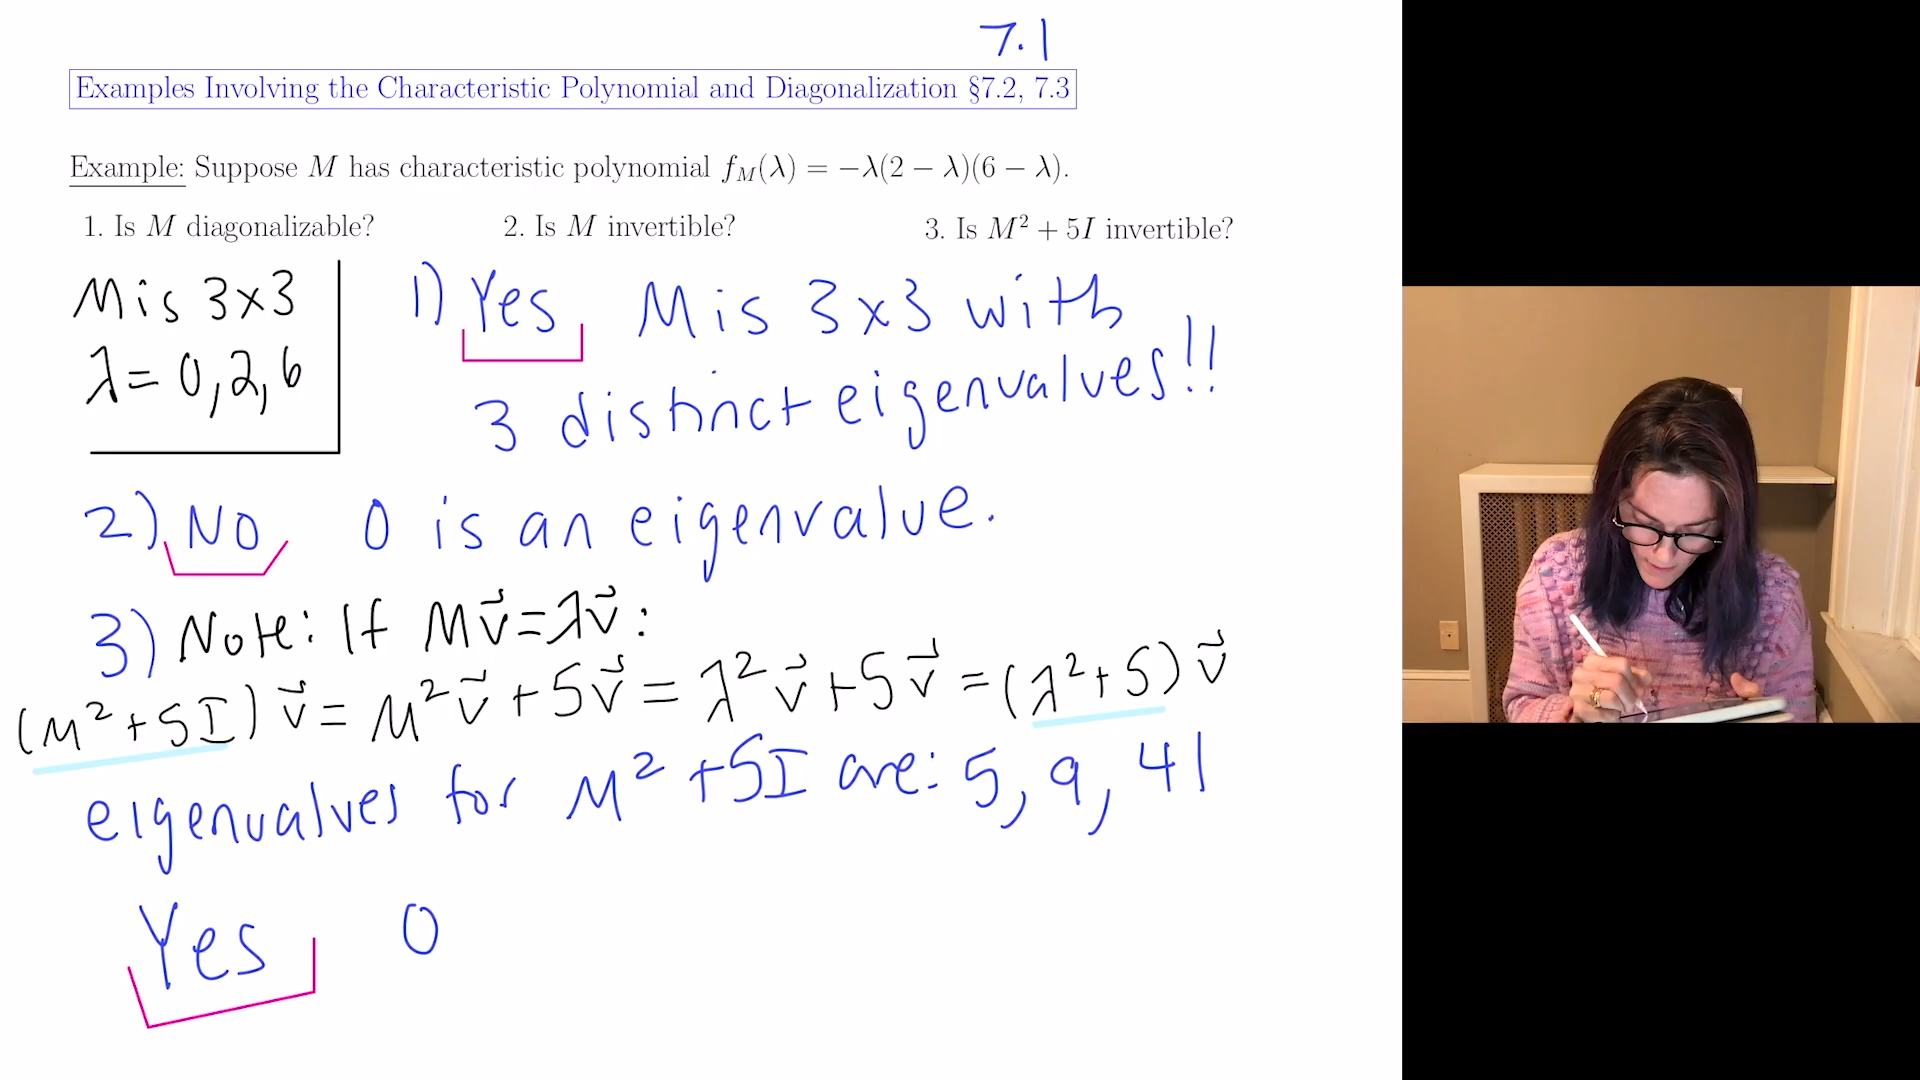 7.1
Examples Involving the Characteristic Polynomial and Diagonalization §7.2, 7.3
Example: Suppose M has characteristic polynomial f_M(λ) = −λ(2 − λ)(6 − λ).
1. Is M diagonalizable? 2. Is M invertible? 3. Is M² + 5I invertible?
M is 3x3
λ = 0, 2, 6
1) Yes M is 3x3 with
3 distinct eigenvalues!!
2) No 0 is an eigenvalue.
3) Note: If Mv⃗ = λv⃗ :
(M² + 5I) v⃗ = M²v⃗ + 5v⃗ = λ²v⃗ + 5v⃗ = (λ² + 5) v⃗
eigenvalves for M² + 5I are: 5, 9, 41
Yes 0